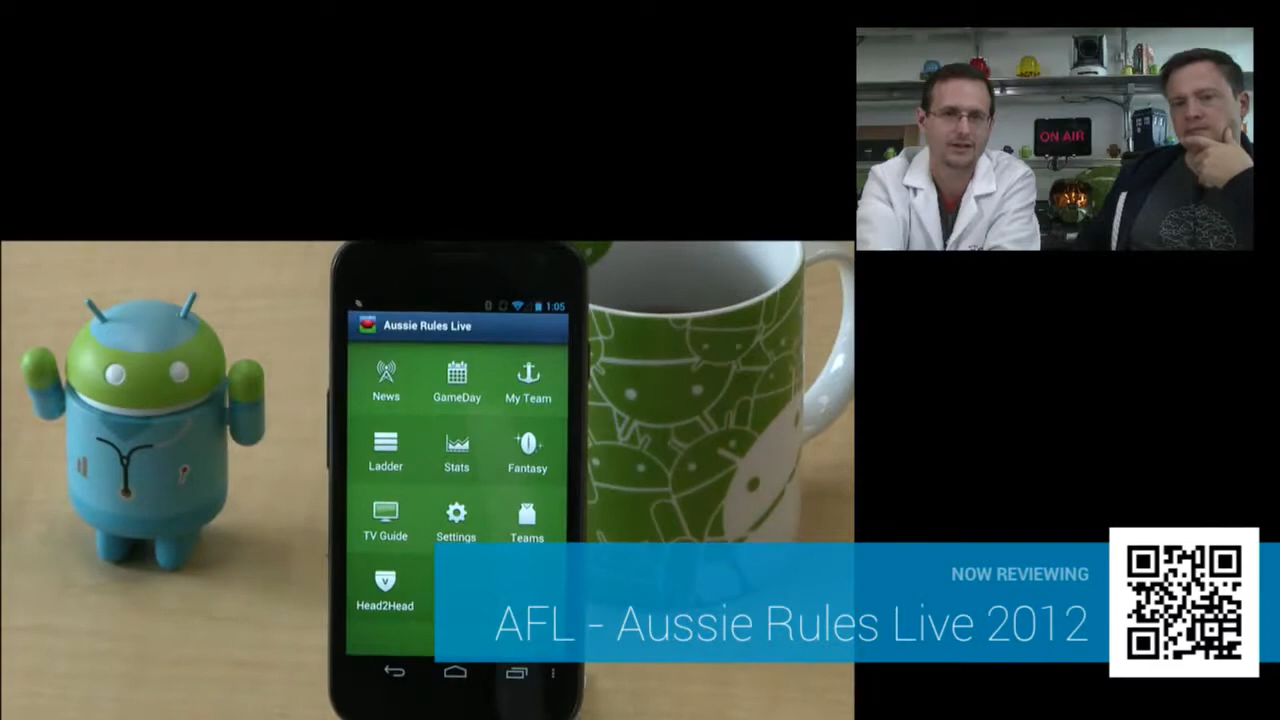 ON AIR
1:05
Aussie Rules Live
News GameDay My Team
Ladder Stats Fantasy
TV Guide Settings Teams
Head2Head
NOW REVIEWING
AFL - Aussie Rules Live 2012